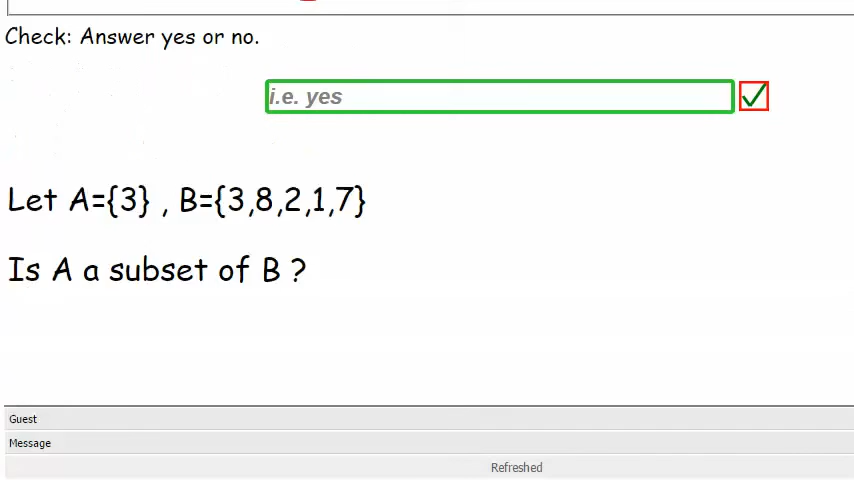 Check: Answer yes or no.
i.e. yes
Let A={3} , B={3,8,2,1,7}
Is A a subset of B ?
Guest
Message
Refreshed